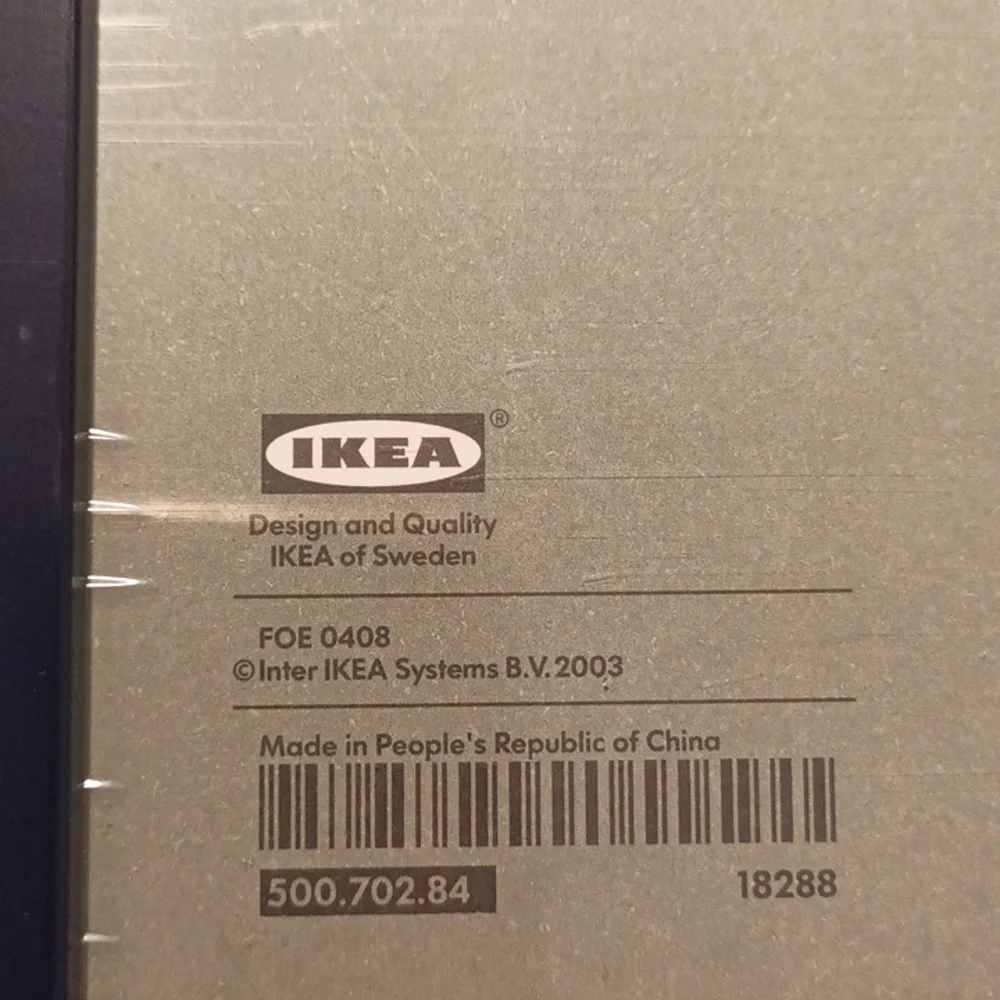 IKEA®
Design and Quality
IKEA of Sweden
FOE 0408
©Inter IKEA Systems B.V. 2003
Made in People's Republic of China
500.702.84
18288